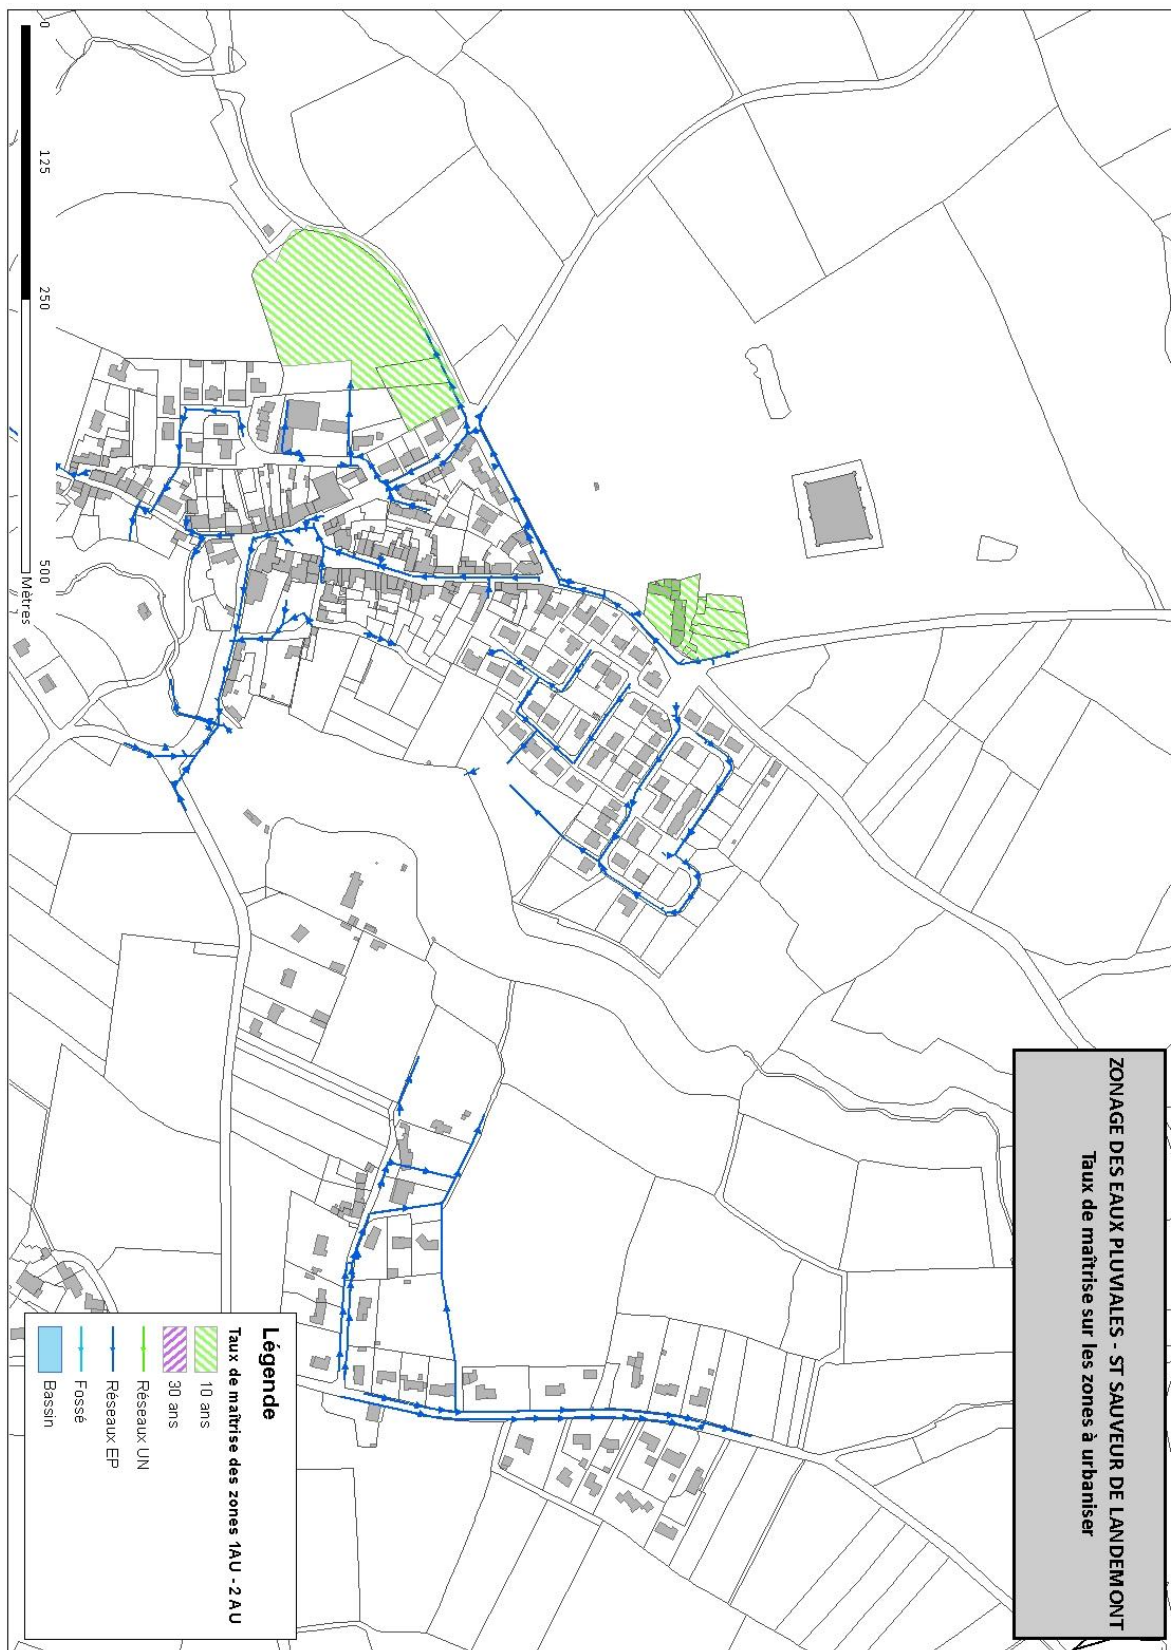 ZONAGE DES EAUX PLUVIALES - ST SAUVEUR DE LANDEMONT
Taux de maîtrise sur les zones à urbaniser
Légende
Taux de maîtrise des zones 1AU - 2AU
10 ans
30 ans
Réseaux UN
Réseaux EP
Fossé
Bassin
0 125 250 500
Mètres